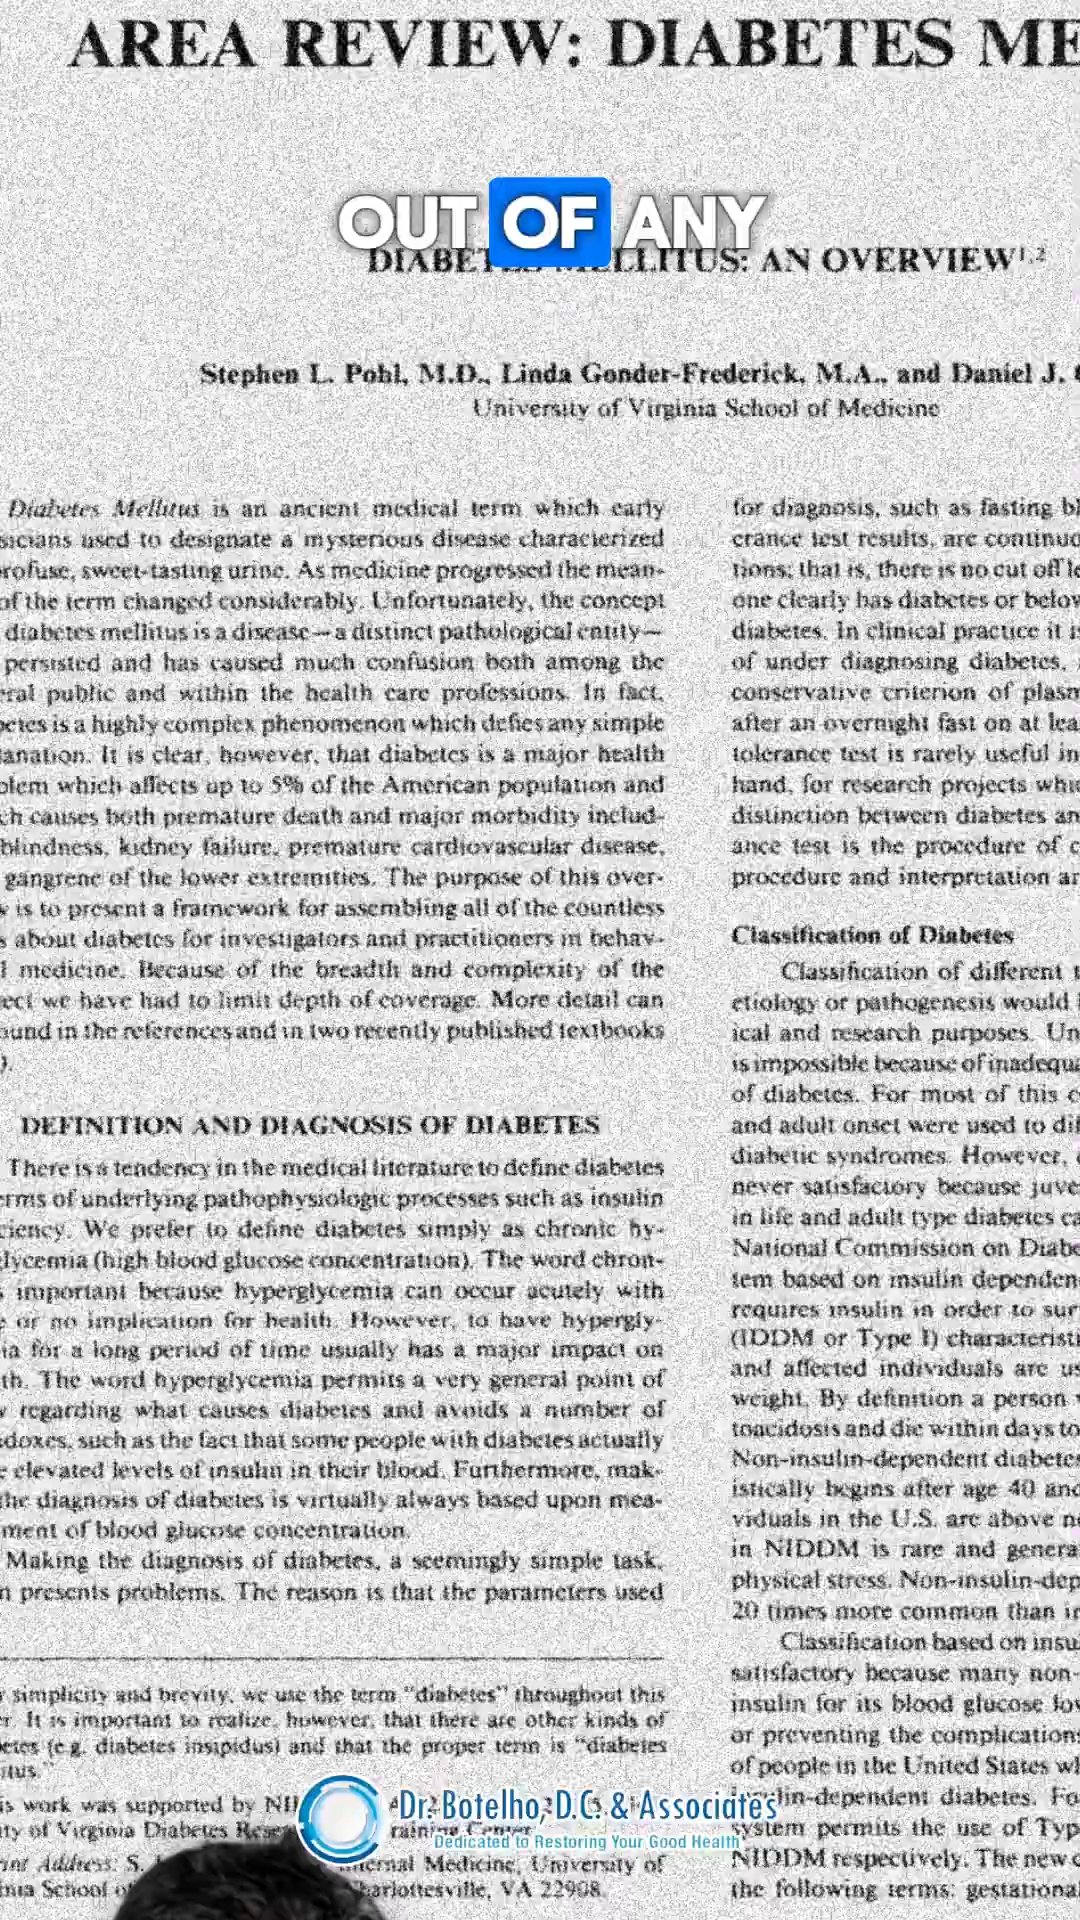 AREA REVIEW: DIABETES ME
OUT OF ANY
DIABETES MELLITUS: AN OVERVIEW1,2
Stephen L. Pohl, M.D., Linda Gonder-Frederick, M.A., and Daniel J.
University of Virginia School of Medicine
Diabetes Mellitus is an ancient medical term which early
sicians used to designate a mysterious disease characterized
rofuse, sweet-tasting urine. As medicine progressed the mean-
of the term changed considerably. Unfortunately, the concept
diabetes mellitus is a disease—a distinct pathological entity—
persisted and has caused much confusion both among the
eral public and within the health care professions. In fact,
betes is a highly complex phenomenon which defies any simple
lanation. It is clear, however, that diabetes is a major health
blem which affects up to 5% of the American population and
ch causes both premature death and major morbidity includ-
blindness, kidney failure, premature cardiovascular disease,
gangrene of the lower extremities. The purpose of this over-
w is to present a framework for assembling all of the countless
s about diabetes for investigators and practitioners in behav-
l medicine. Because of the breadth and complexity of the
ect we have had to limit depth of coverage. More detail can
ound in the references and in two recently published textbooks
).
DEFINITION AND DIAGNOSIS OF DIABETES
There is a tendency in the medical literature to define diabetes
erms of underlying pathophysiologic processes such as insulin
ciency. We prefer to define diabetes simply as chronic hy-
lycemia (high blood glucose concentration). The word chron-
s important because hyperglycemia can occur acutely with
e or no implication for health. However, to have hypergly-
ia for a long period of time usually has a major impact on
th. The word hyperglycemia permits a very general point of
w regarding what causes diabetes and avoids a number of
doxes, such as the fact that some people with diabetes actually
e elevated levels of insulin in their blood. Furthermore, mak-
the diagnosis of diabetes is virtually always based upon mea-
ment of blood glucose concentration.
Making the diagnosis of diabetes, a seemingly simple task,
n presents problems. The reason is that the parameters used
r simplicity and brevity, we use the term "diabetes" throughout this
er. It is important to realize, however, that there are other kinds of
betes (e.g. diabetes insipidus) and that the proper term is "diabetes
itus."
is work was supported by
ity of Virginia Diabetes Training Center.
int Address: S. Internal Medicine, University of
inia School of Charlottesville, VA 22908.
for diagnosis, such as fasting bl
erance test results, are continuo
tions; that is, there is no cut off le
one clearly has diabetes or below
diabetes. In clinical practice it is
of under diagnosing diabetes,
conservative criterion of plasm
after an overnight fast on at lea
tolerance test is rarely useful in
hand, for research projects whi
distinction between diabetes an
ance test is the procedure of c
procedure and interpretation ar
Classification of Diabetes
Classification of different t
etiology or pathogenesis would
ical and research purposes. Un
is impossible because of inadequa
of diabetes. For most of this c
and adult onset were used to dif
diabetic syndromes. However,
never satisfactory because juve
in life and adult type diabetes ca
National Commission on Diabe
tem based on insulin dependen
requires insulin in order to sur
(IDDM or Type I) characteristi
and affected individuals are us
weight. By definition a person
toacidosis and die within days to
Non-insulin-dependent diabetes
istically begins after age 40 and
viduals in the U.S. are above n
in NIDDM is rare and genera
physical stress. Non-insulin-dep
20 times more common than in
Classification based on insu
satisfactory because many non-
insulin for its blood glucose low
or preventing the complications
of people in the United States wh
insulin-dependent diabetes. Fo
system permits the use of Type
NIDDM respectively. The new c
the following terms: gestational
Dr. Botelho, D.C. & Associates
Dedicated to Restoring Your Good Health